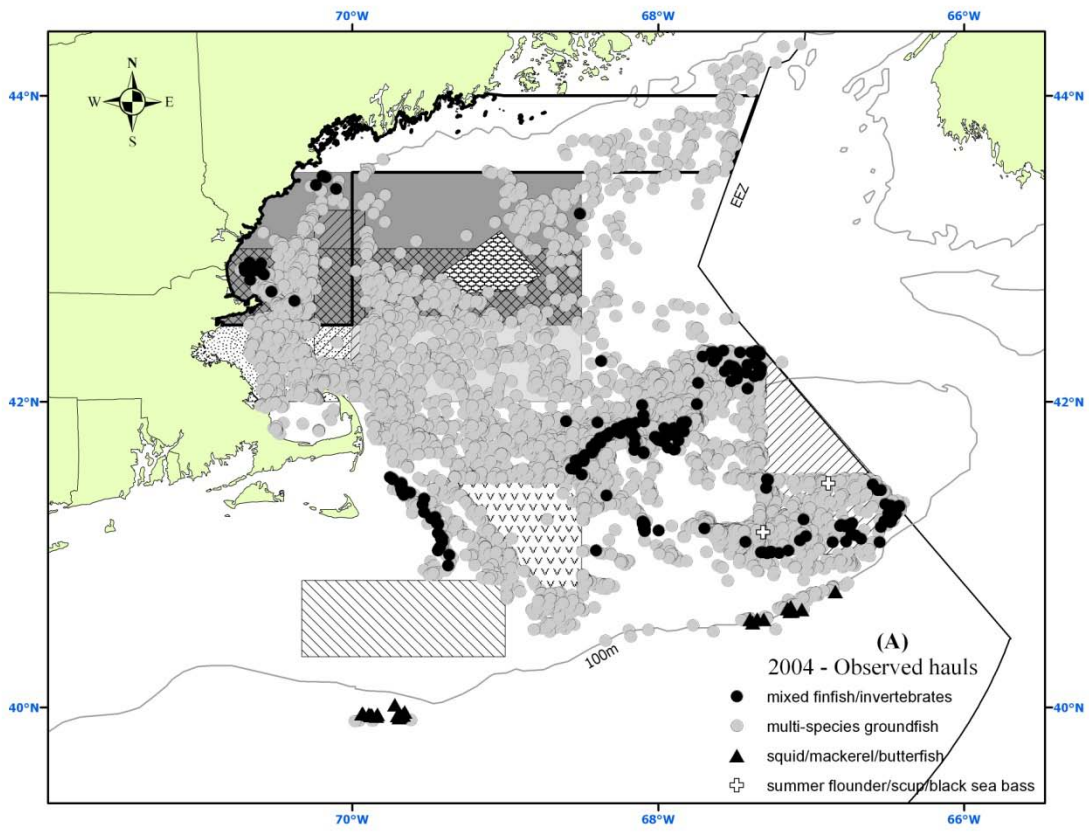 70°W 68°W 66°W
N
W E
S
44°N 44°N
EEZ
42°N 42°N
100m
(A)
2004 - Observed hauls
mixed finfish/invertebrates
40°N 40°N
multi-species groundfish
squid/mackerel/butterfish
summer flounder/scup/black sea bass
70°W 68°W 66°W